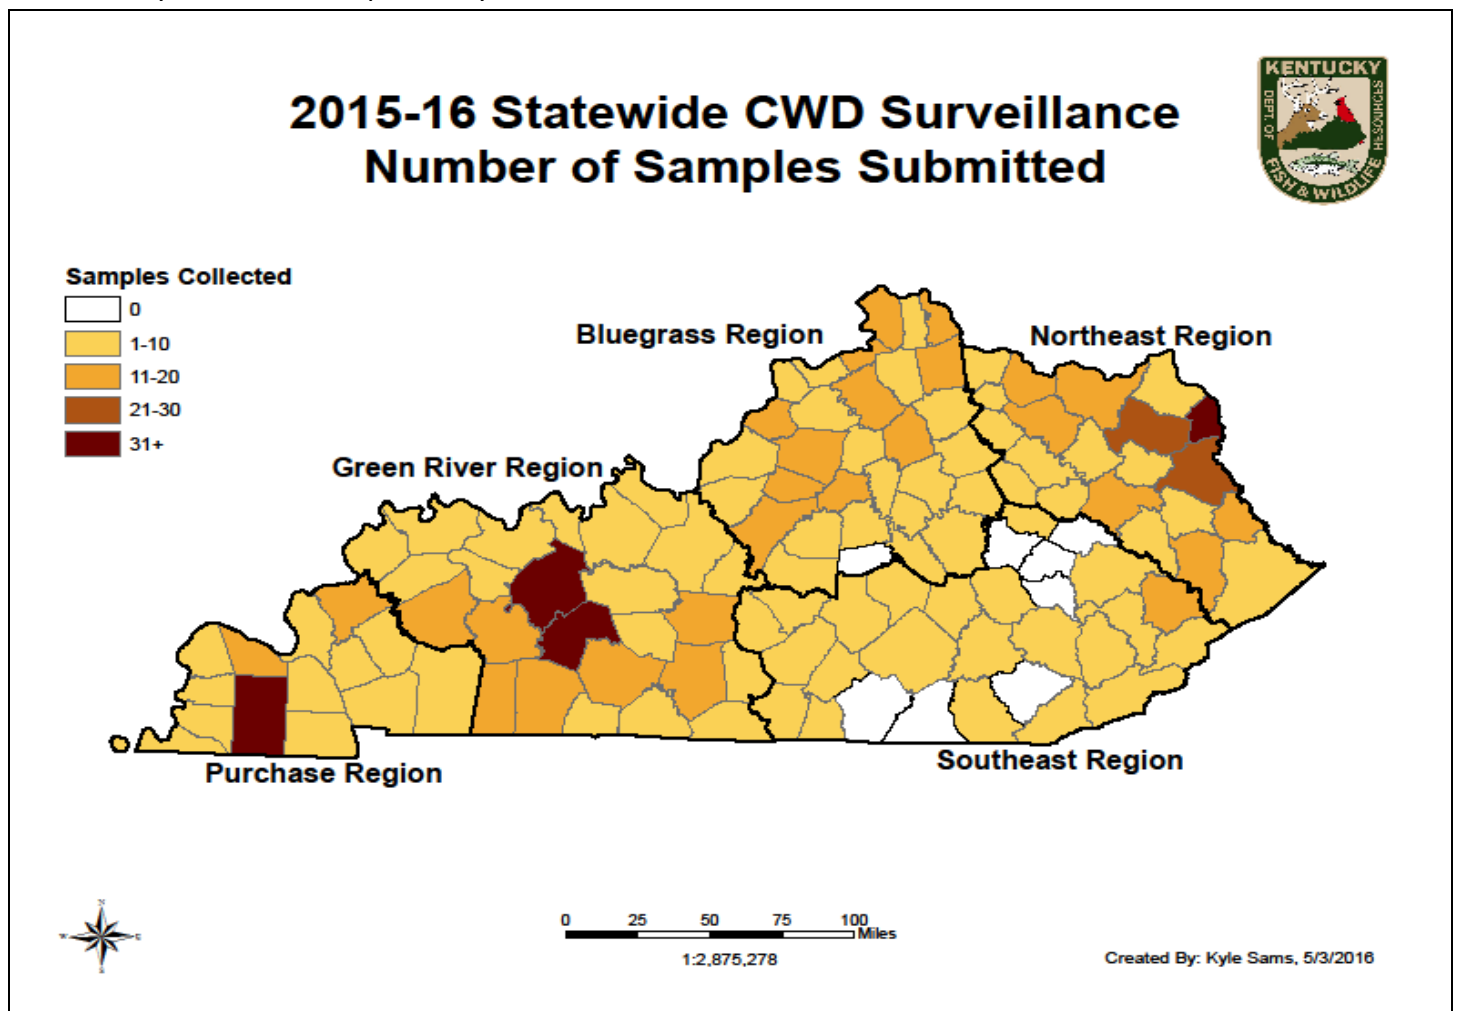 2015-16 Statewide CWD Surveillance
Number of Samples Submitted
KENTUCKY
DEPT. OF
RESOURCES
FISH & WILDLIFE
Samples Collected
0
1-10
11-20
21-30
31+
Bluegrass Region
Northeast Region
Green River Region
Purchase Region
Southeast Region
N
W
E
S
0 25 50 75 100
Miles
1:2,875,278
Created By: Kyle Sams, 5/3/2016